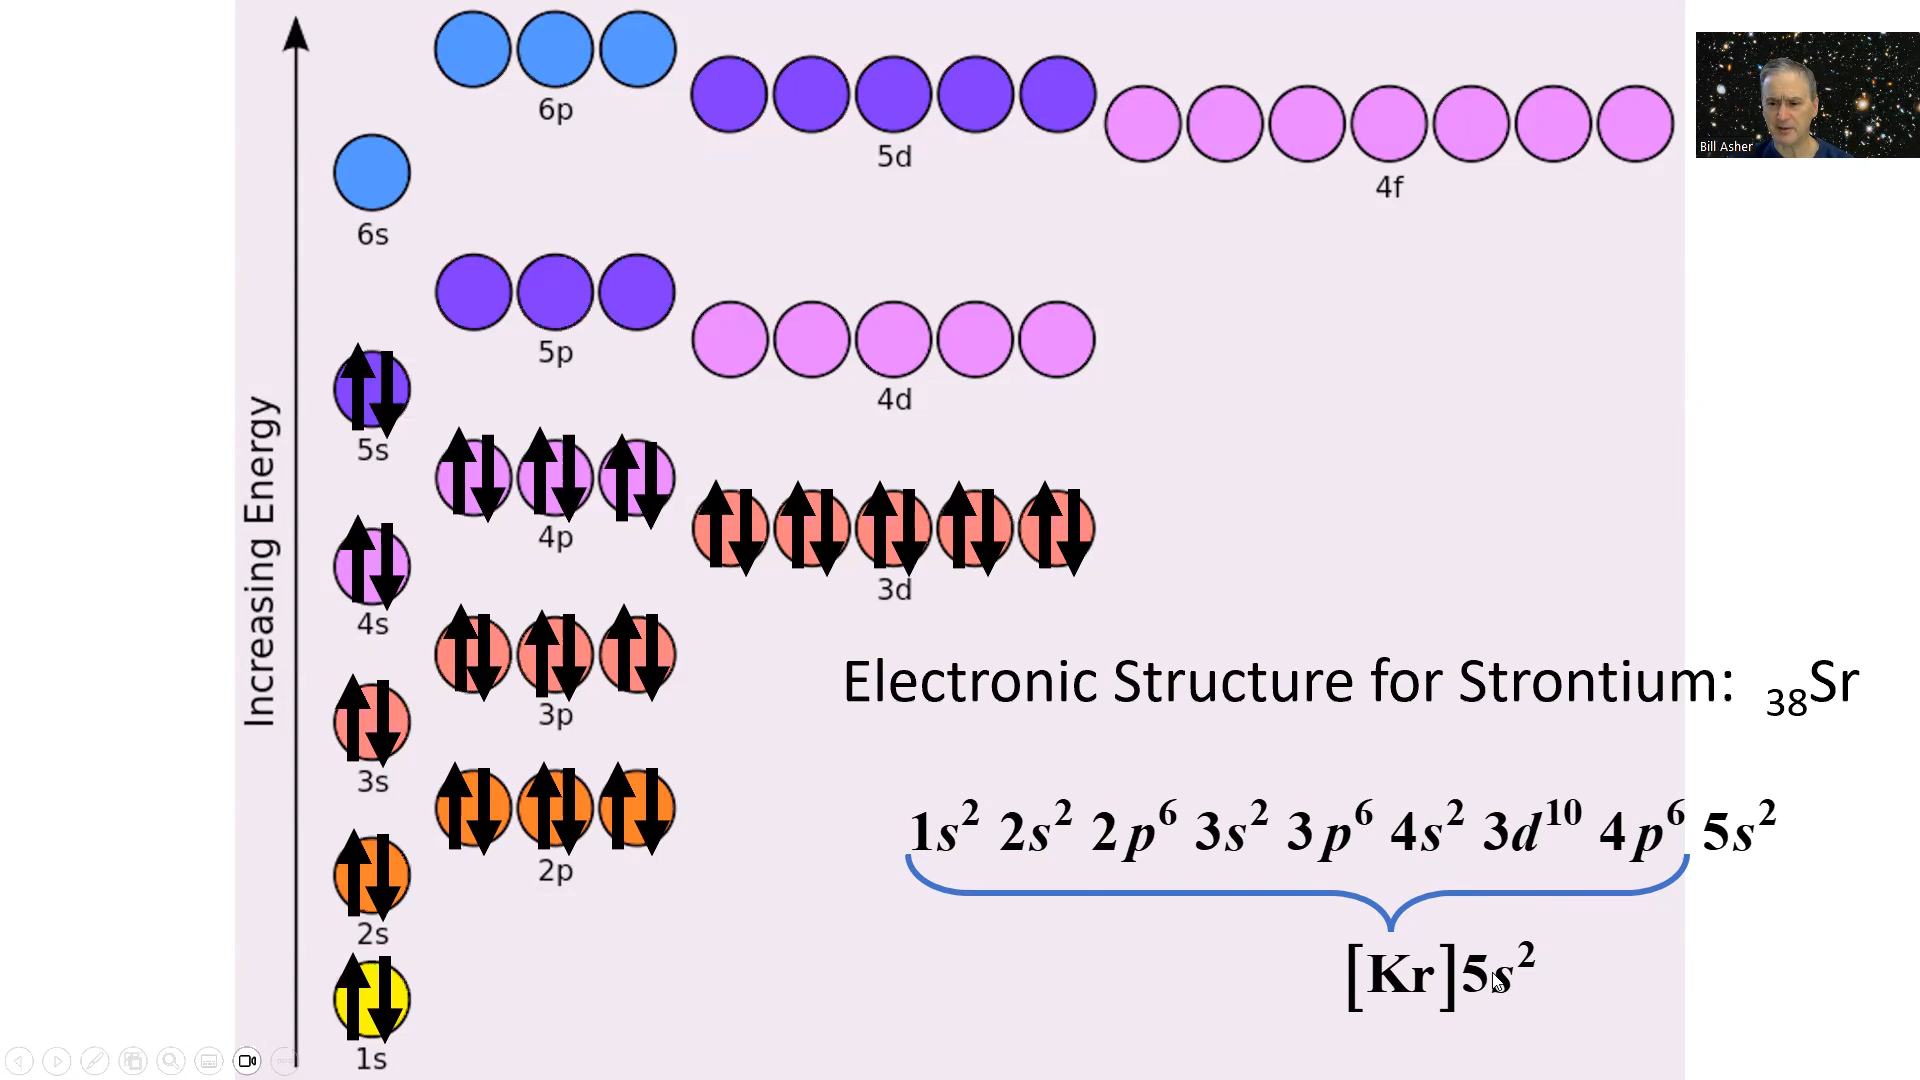 6p
5d
Bill Asher
4f
6s
5p
4d
5s
4p
3d
4s
Increasing Energy
Electronic Structure for Strontium: ₃₈Sr
3p
3s
1s² 2s² 2p⁶ 3s² 3p⁶ 4s² 3d¹⁰ 4p⁶ 5s²
2p
2s
[Kr]5s²
1s